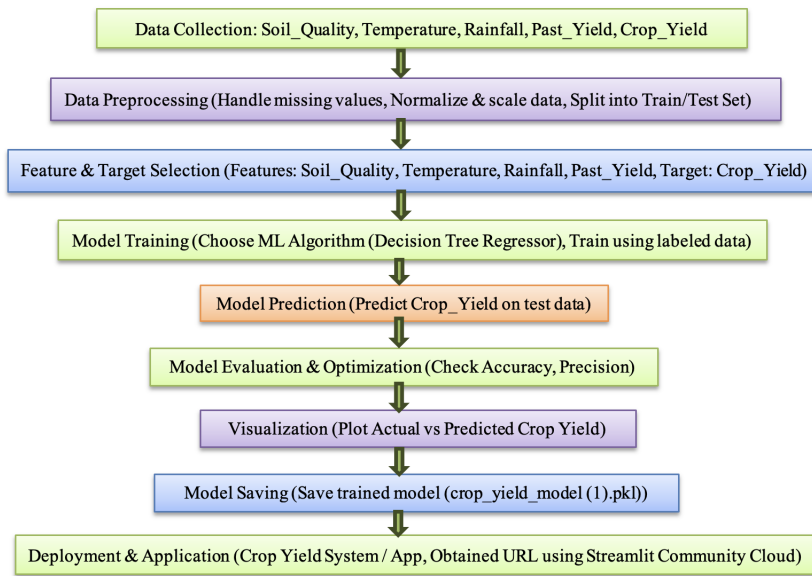 Data Collection: Soil_Quality, Temperature, Rainfall, Past_Yield, Crop_Yield
Data Preprocessing (Handle missing values, Normalize & scale data, Split into Train/Test Set)
Feature & Target Selection (Features: Soil_Quality, Temperature, Rainfall, Past_Yield, Target: Crop_Yield)
Model Training (Choose ML Algorithm (Decision Tree Regressor), Train using labeled data)
Model Prediction (Predict Crop_Yield on test data)
Model Evaluation & Optimization (Check Accuracy, Precision)
Visualization (Plot Actual vs Predicted Crop Yield)
Model Saving (Save trained model (crop_yield_model (1).pkl))
Deployment & Application (Crop Yield System / App, Obtained URL using Streamlit Community Cloud)